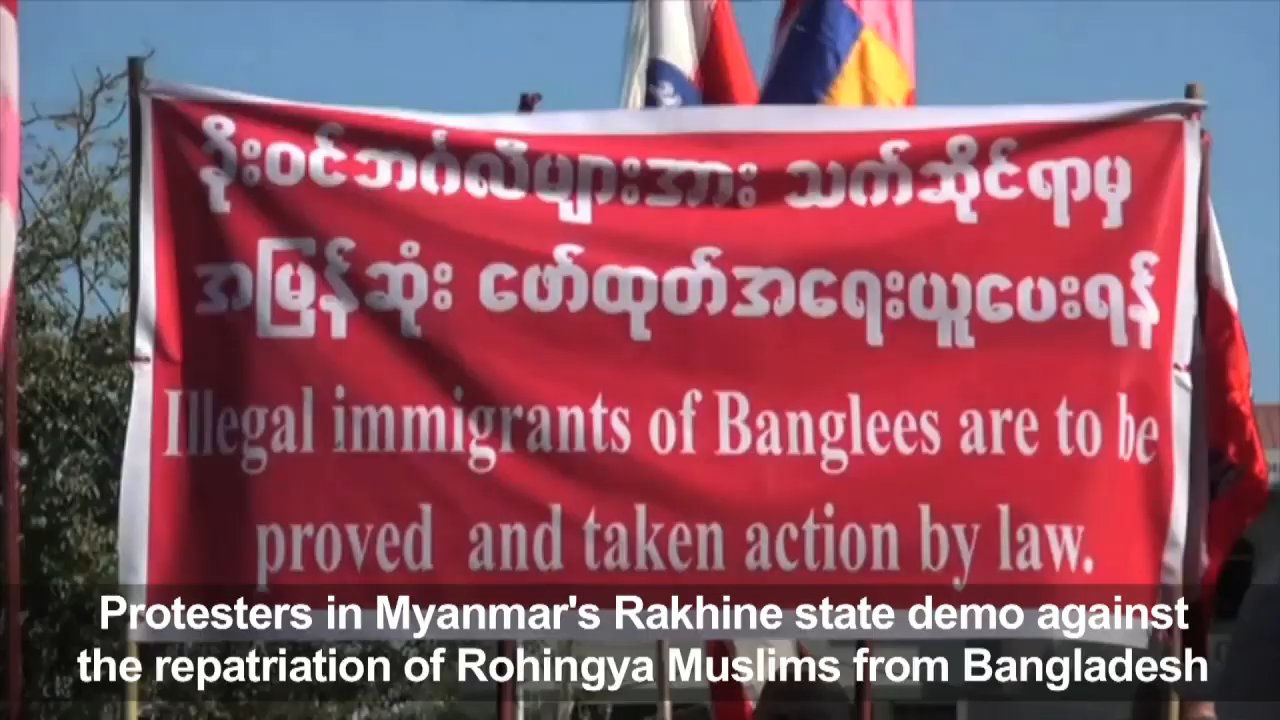 ခိုးဝင်ဘင်္ဂလီများအား သက်ဆိုင်ရာမှ
အမြန်ဆုံး ဖော်ထုတ်အရေးယူပေးရန်
Illegal immigrants of Banglees are to be
proved and taken action by law.
Protesters in Myanmar's Rakhine state demo against
the repatriation of Rohingya Muslims from Bangladesh